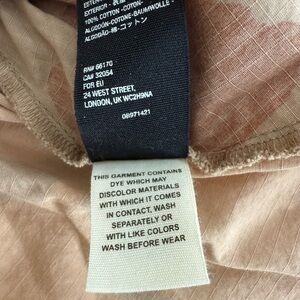 100% COTTON-COTON-
ALGODÓN-COTONE-BAUMWOLLE-
ALGODÃO-棉-コットン
RN# 66170
CA# 32054
FOR EU
24 WEST STREET,
LONDON, UK WC2H9NA
08971421
THIS GARMENT CONTAINS
DYE WHICH MAY
DISCOLOR MATERIALS
WITH WHICH IT COMES
IN CONTACT, WASH
SEPARATELY OR
WITH LIKE COLORS
WASH BEFORE WEAR